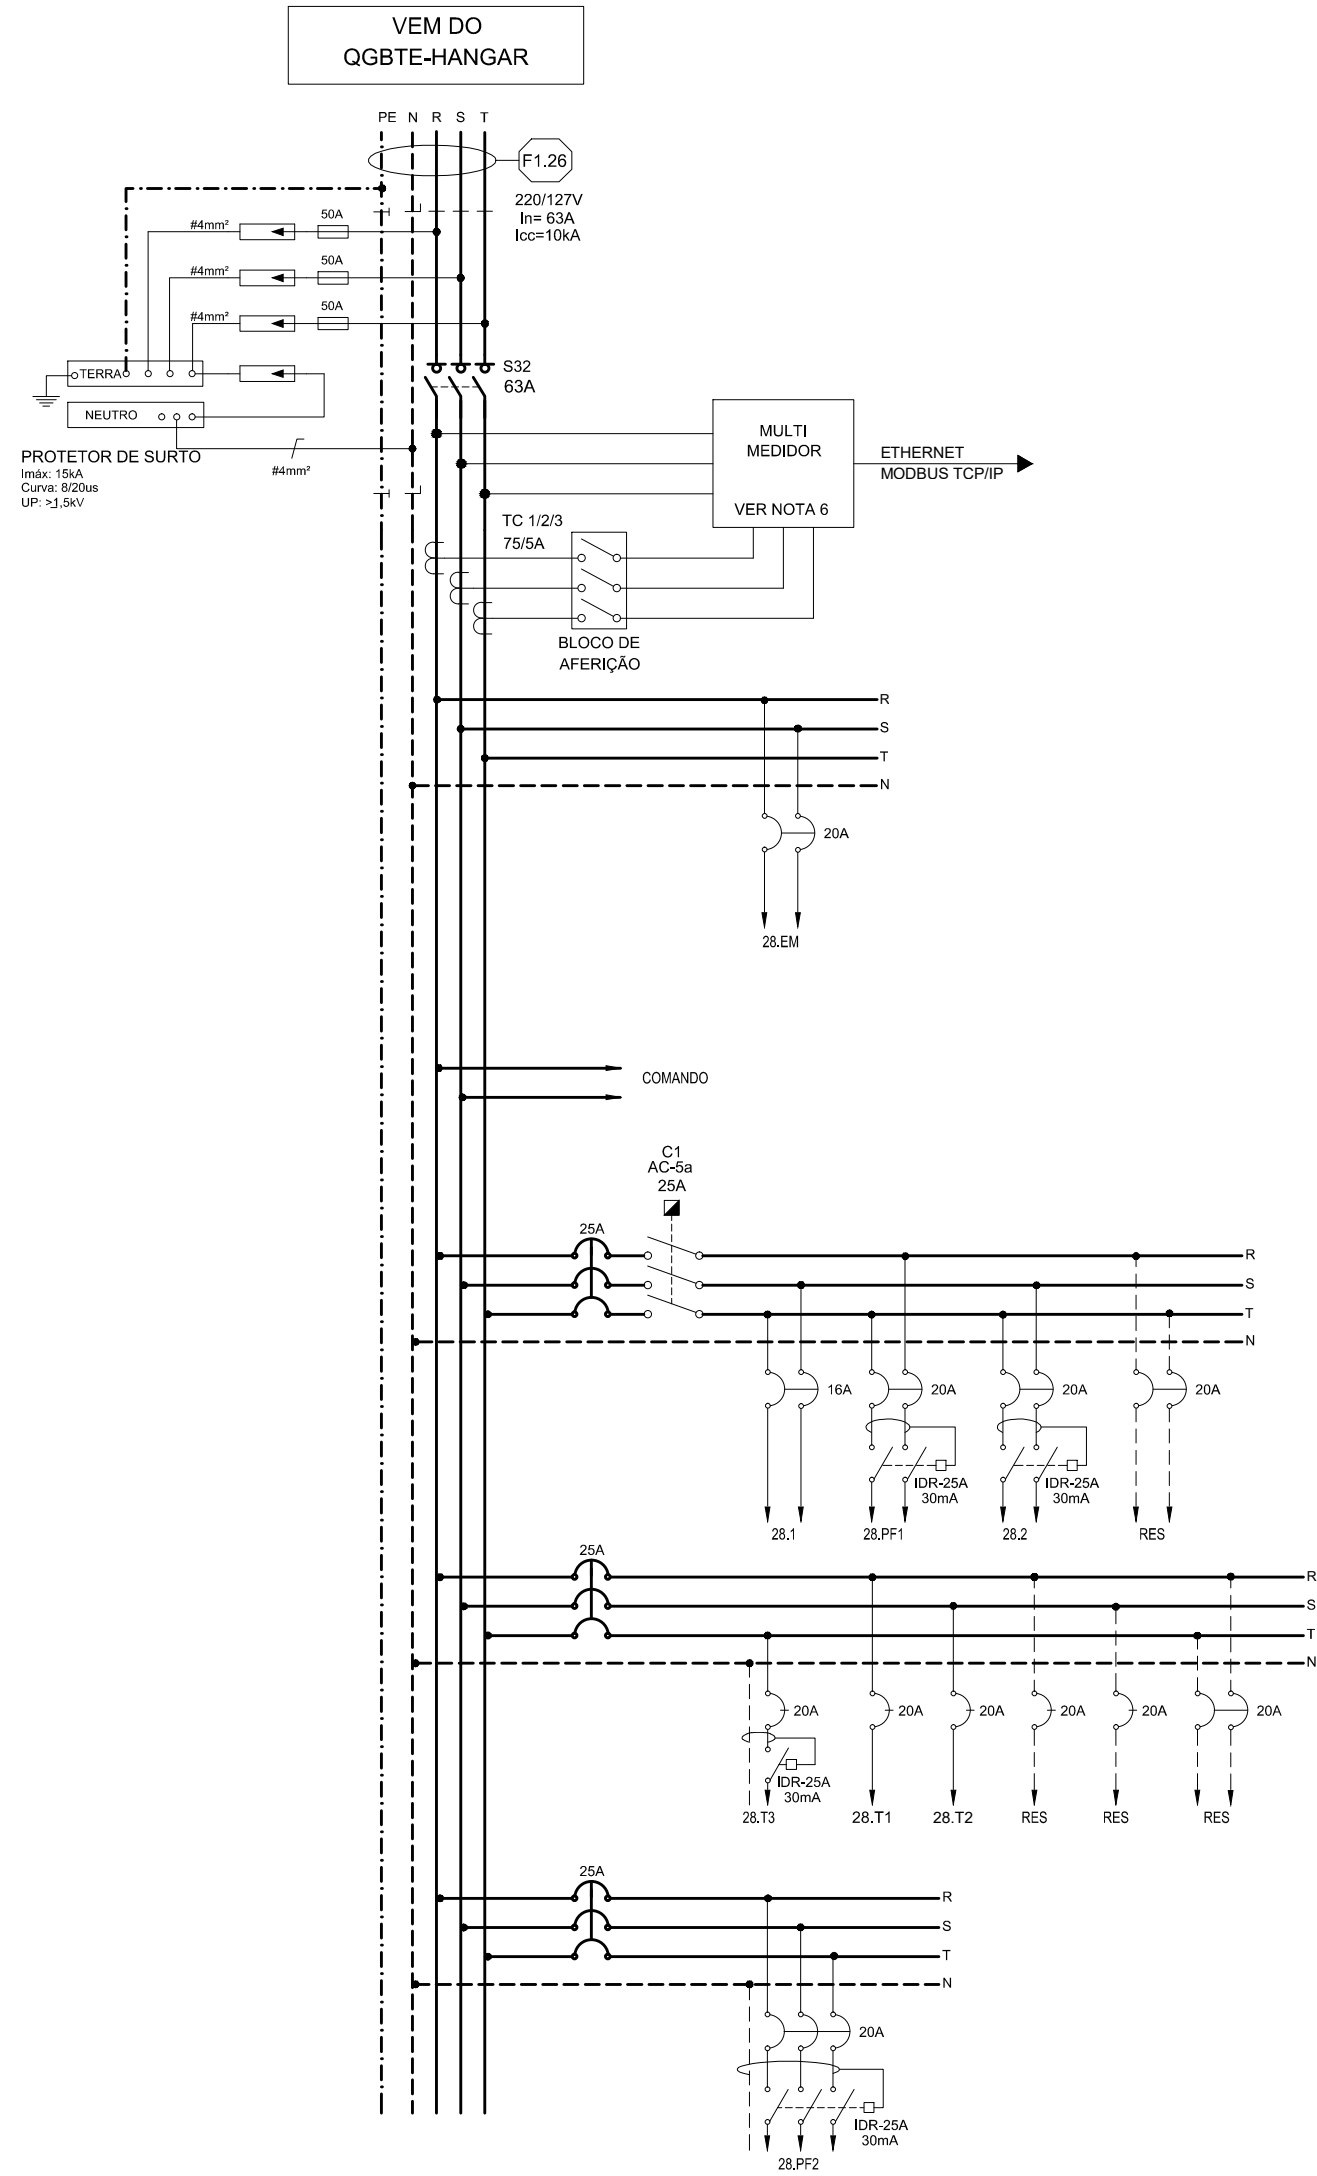 VEM DO
QGBTE-HANGAR
PE N R S T
F1.26
220/127V
In= 63A
Icc=10kA
#4mm²
50A
#4mm²
50A
#4mm²
50A
TERRA
NEUTRO
#4mm²
PROTETOR DE SURTO
Imáx: 15kA
Curva: 8/20us
UP: >1,5kV
S32
63A
MULTI
MEDIDOR
VER NOTA 6
ETHERNET
MODBUS TCP/IP
TC 1/2/3
75/5A
BLOCO DE
AFERIÇÃO
R
S
T
N
20A
28.EM
COMANDO
C1
AC-5a
25A
25A
R
S
T
N
16A
20A
20A
20A
IDR-25A
30mA
IDR-25A
30mA
28.1
28.PF1
28.2
RES
25A
R
S
T
N
20A
20A
20A
20A
20A
20A
IDR-25A
30mA
28.T3
28.T1
28.T2
RES
RES
RES
25A
R
S
T
N
20A
IDR-25A
30mA
28.PF2